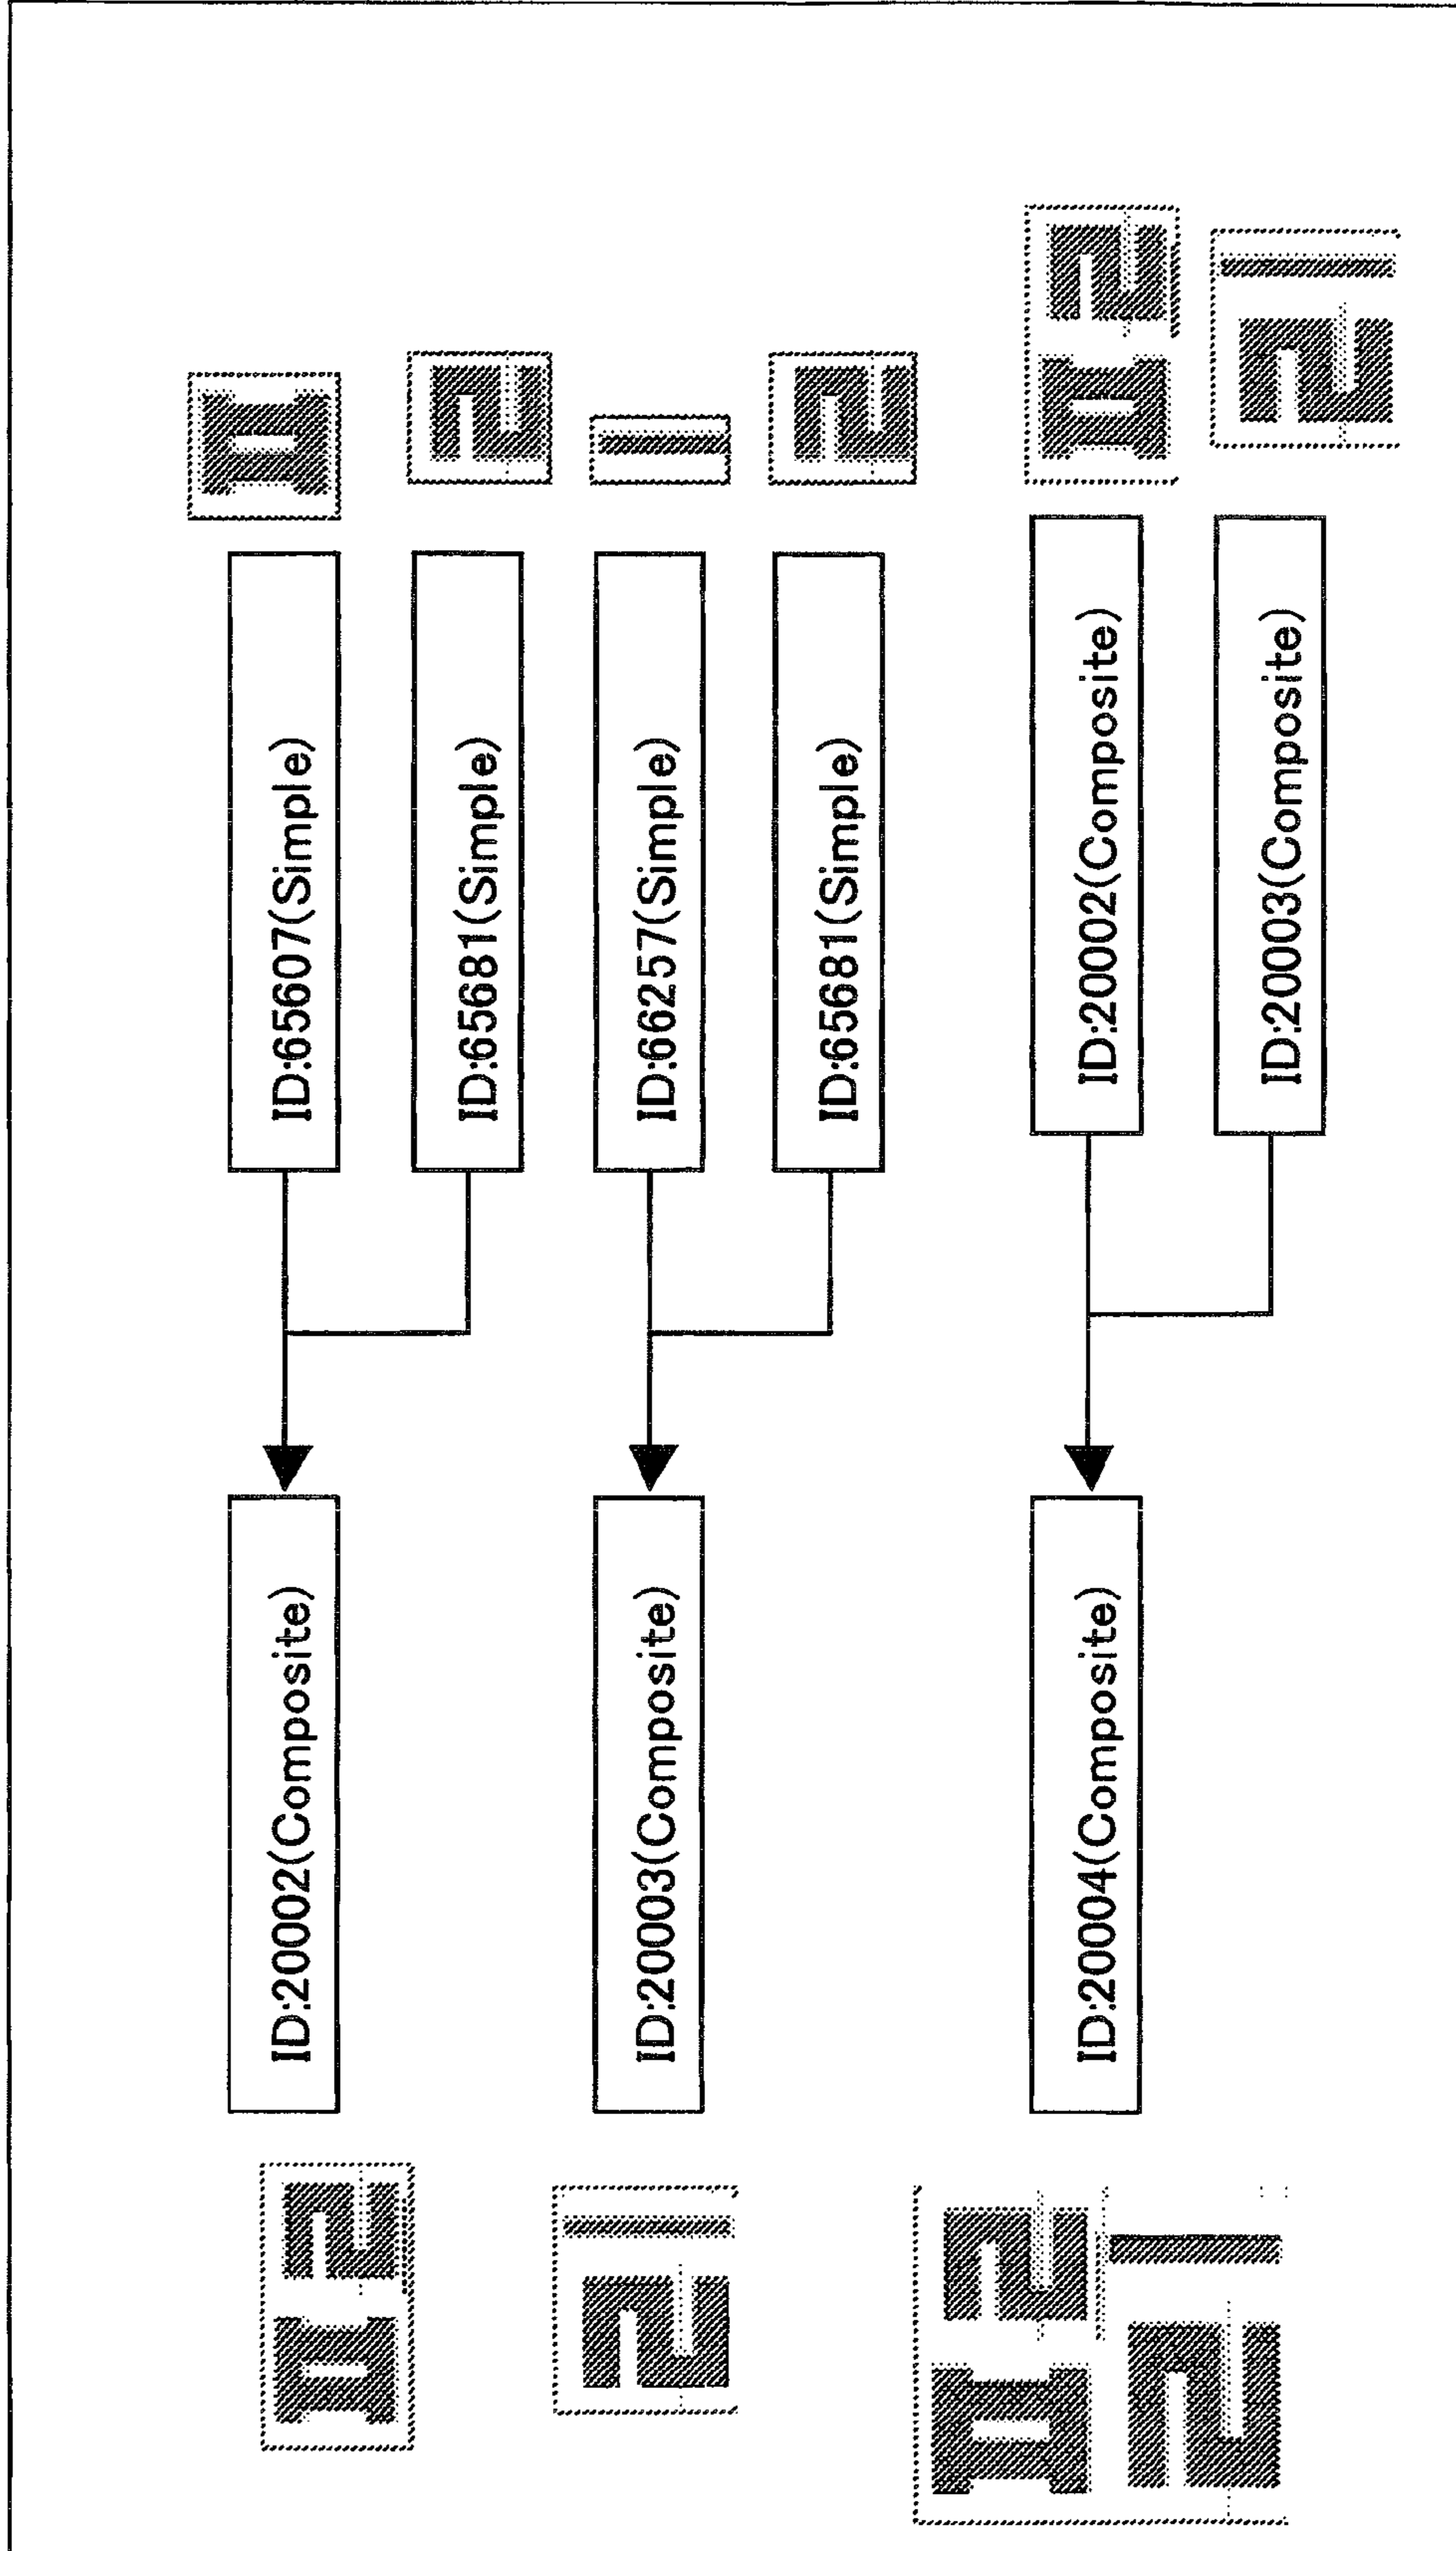 ID:20002(Composite)
ID:65607(Simple)
ID:65681(Simple)
ID:20003(Composite)
ID:66257(Simple)
ID:65681(Simple)
ID:20004(Composite)
ID:20002(Composite)
ID:20003(Composite)